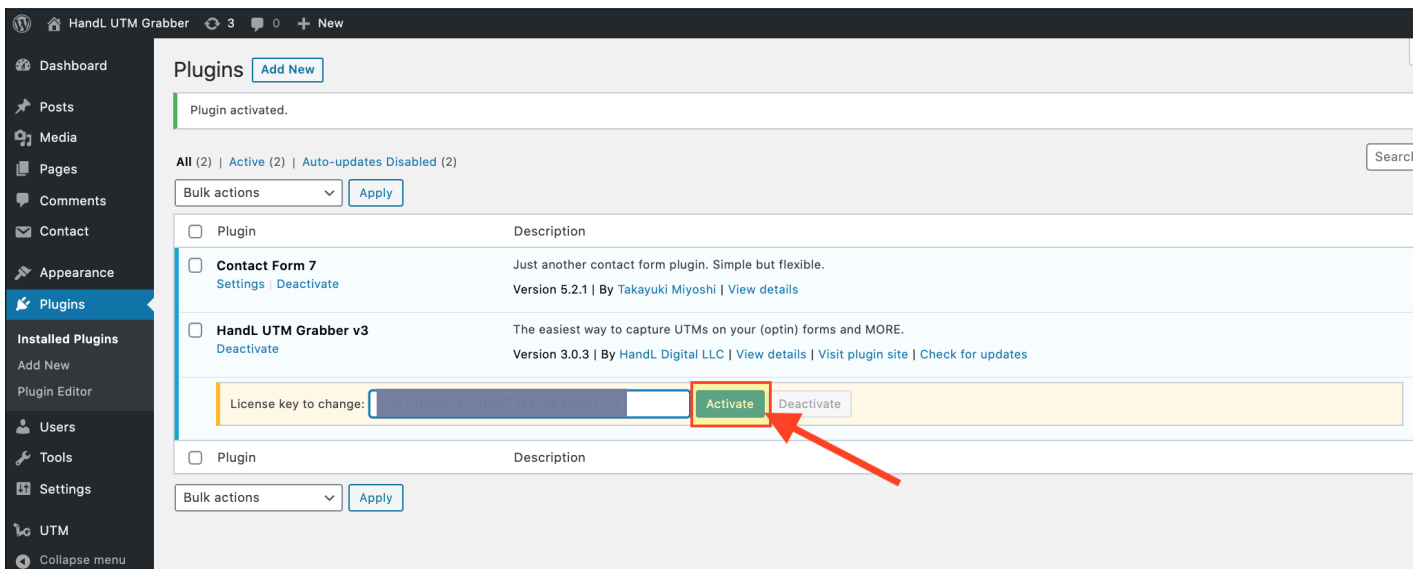 HandL UTM Grabber 3 0 + New
Dashboard
Posts
Media
Pages
Comments
Contact
Appearance
Plugins
Installed Plugins
Add New
Plugin Editor
Users
Tools
Settings
UTM
Collapse menu
Plugins Add New
Plugin activated.
All (2) | Active (2) | Auto-updates Disabled (2)
Search
Bulk actions Apply
Plugin Description
Contact Form 7 Just another contact form plugin. Simple but flexible.
Settings | Deactivate Version 5.2.1 | By Takayuki Miyoshi | View details
HandL UTM Grabber v3 The easiest way to capture UTMs on your (optin) forms and MORE.
Deactivate Version 3.0.3 | By HandL Digital LLC | View details | Visit plugin site | Check for updates
License key to change: Activate Deactivate
Plugin Description
Bulk actions Apply